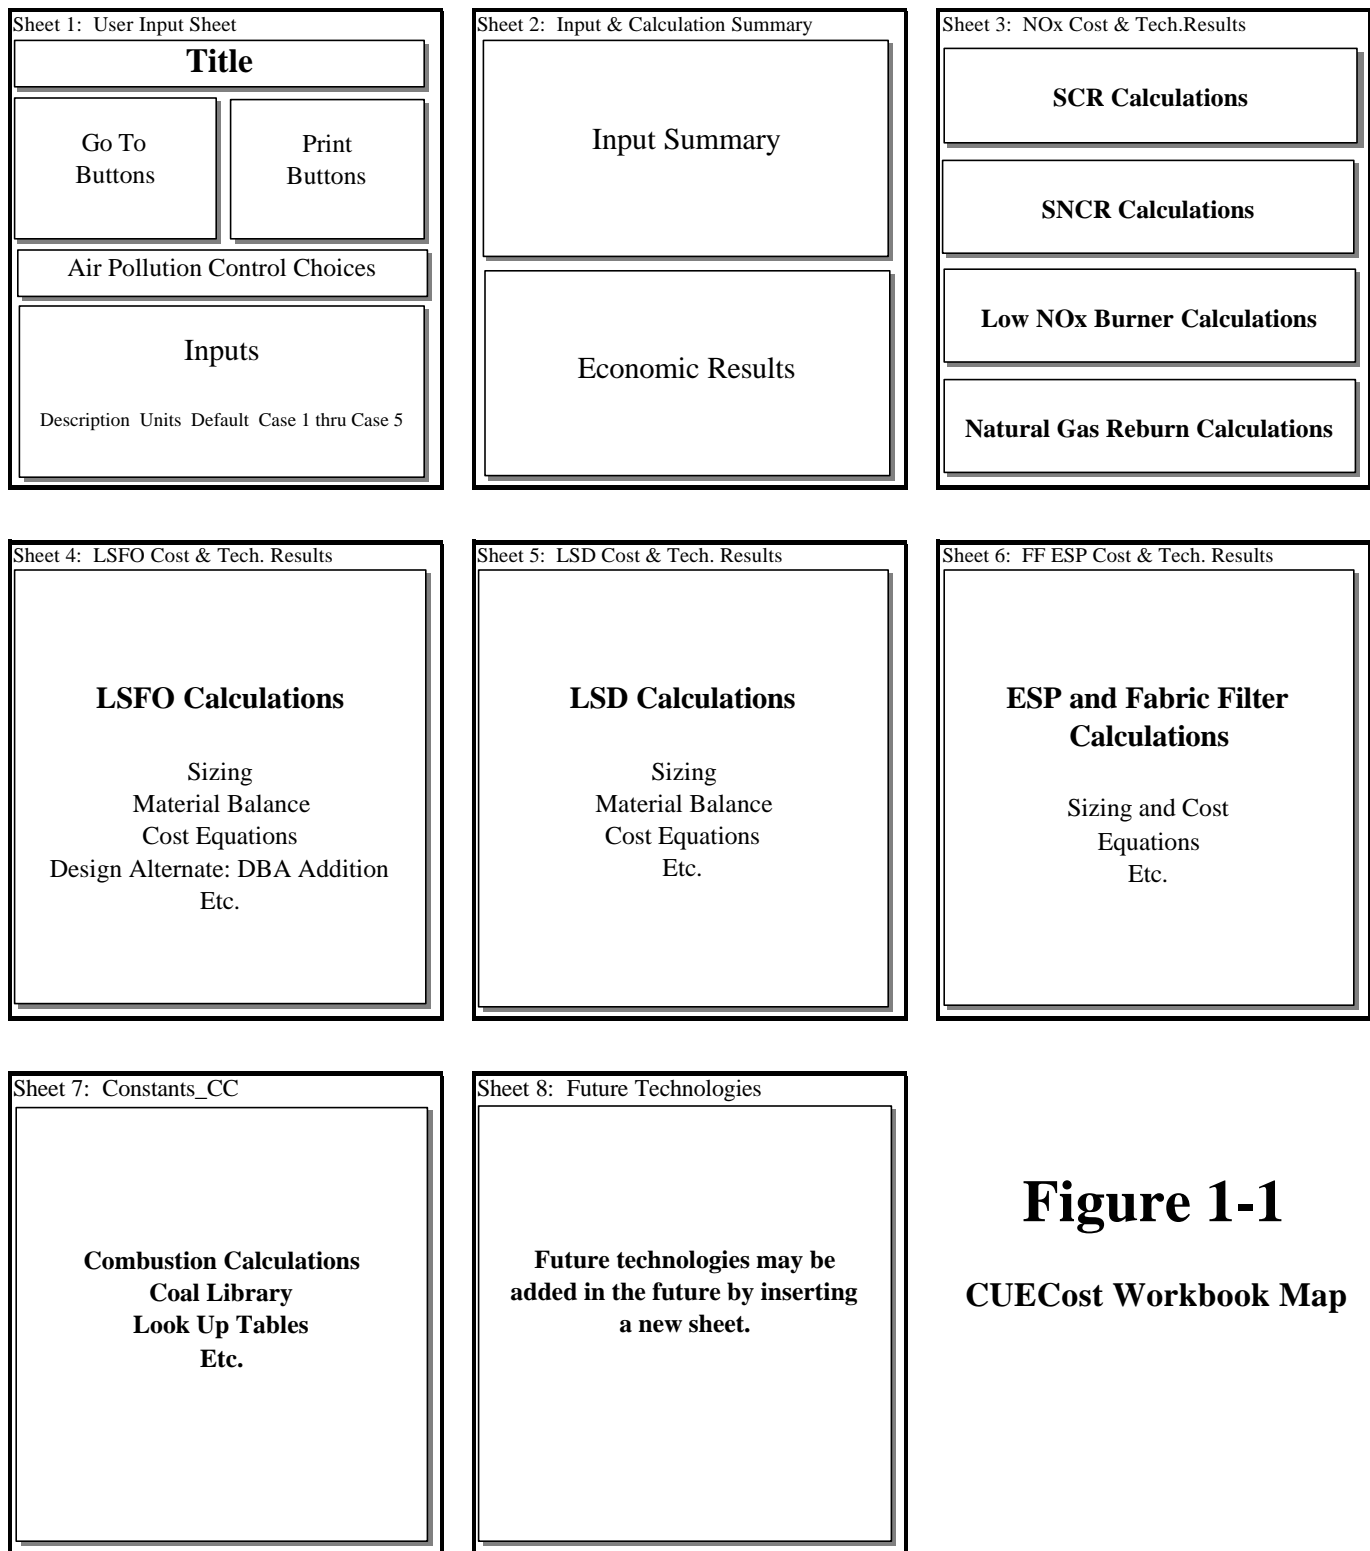 Sheet 1:  User Input Sheet
Title
Go To
Buttons
Print
Buttons
Air Pollution Control Choices
Inputs
Description  Units  Default  Case 1 thru Case 5
Sheet 2:  Input & Calculation Summary
Input Summary
Economic Results
Sheet 3:  NOx Cost & Tech.Results
SCR Calculations
SNCR Calculations
Low NOx Burner Calculations
Natural Gas Reburn Calculations
Sheet 4:  LSFO Cost & Tech. Results
LSFO Calculations
Sizing
Material Balance
Cost Equations
Design Alternate: DBA Addition
Etc.
Sheet 5:  LSD Cost & Tech. Results
LSD Calculations
Sizing
Material Balance
Cost Equations
Etc.
Sheet 6:  FF ESP Cost & Tech. Results
ESP and Fabric Filter
Calculations
Sizing and Cost
Equations
Etc.
Sheet 7:  Constants_CC
Combustion Calculations
Coal Library
Look Up Tables
Etc.
Sheet 8:  Future Technologies
Future technologies may be
added in the future by inserting
a new sheet.
Figure 1-1
CUECost Workbook Map